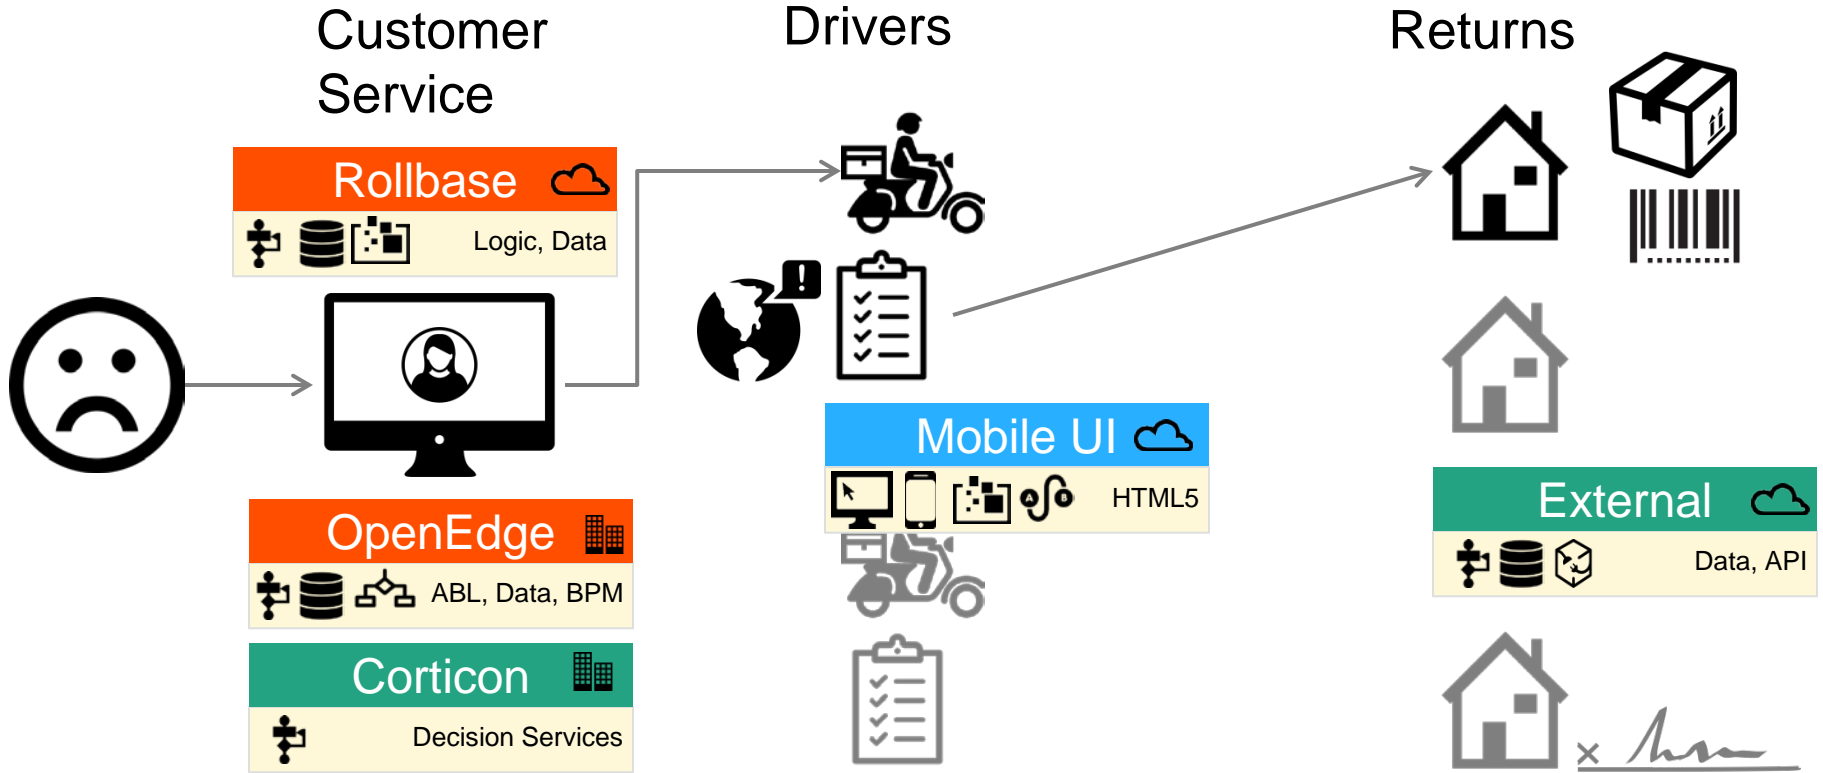 Customer
Service
Drivers
Returns
Rollbase
Logic, Data
OpenEdge
ABL, Data, BPM
Corticon
Decision Services
!
Mobile UI
A B
HTML5
External
Data, API
×